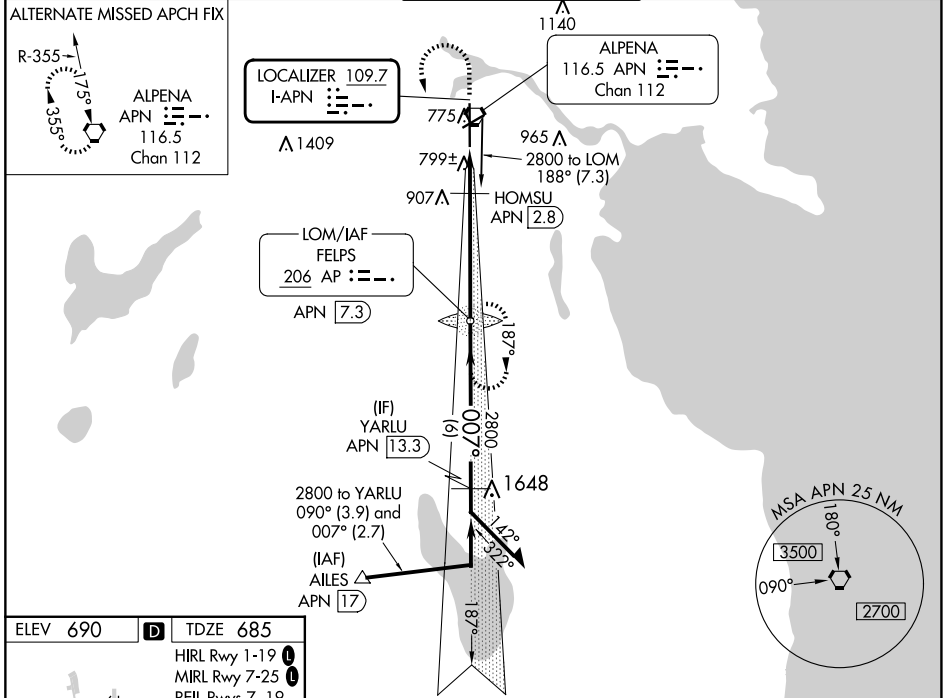 ALTERNATE MISSED APCH FIX
R-355
175°
355°
ALPENA
APN
116.5
Chan 112
LOCALIZER 109.7
I-APN
1409
1140
ALPENA
116.5 APN
Chan 112
775
965
799±
2800 to LOM
188° (7.3)
907
HOMSU
APN 2.8
LOM/IAF
FELPS
206 AP
APN 7.3
187°
(IF)
YARLU
APN 13.3
007°
(6)
2800
1648
2800 to YARLU
090° (3.9) and
007° (2.7)
142°
322°
(IAF)
AILES
APN 17
187°
MSA APN 25 NM
180°
3500
090°
2700
ELEV 690 D TDZE 685
HIRL Rwy 1-19 L
MIRL Rwy 7-25 L
REIL Rwys 7, 19